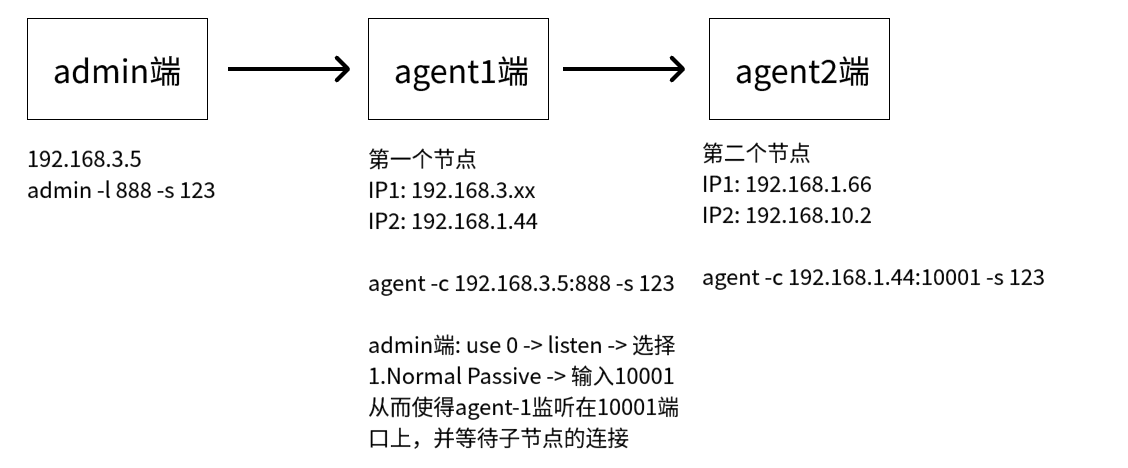 admin端
agent1端
agent2端
192.168.3.5
admin -l 888 -s 123
第一个节点
IP1: 192.168.3.xx
IP2: 192.168.1.44
agent -c 192.168.3.5:888 -s 123
admin端: use 0 -> listen -> 选择
1.Normal Passive -> 输入10001
从而使得agent-1监听在10001端
口上，并等待子节点的连接
第二个节点
IP1: 192.168.1.66
IP2: 192.168.10.2
agent -c 192.168.1.44:10001 -s 123